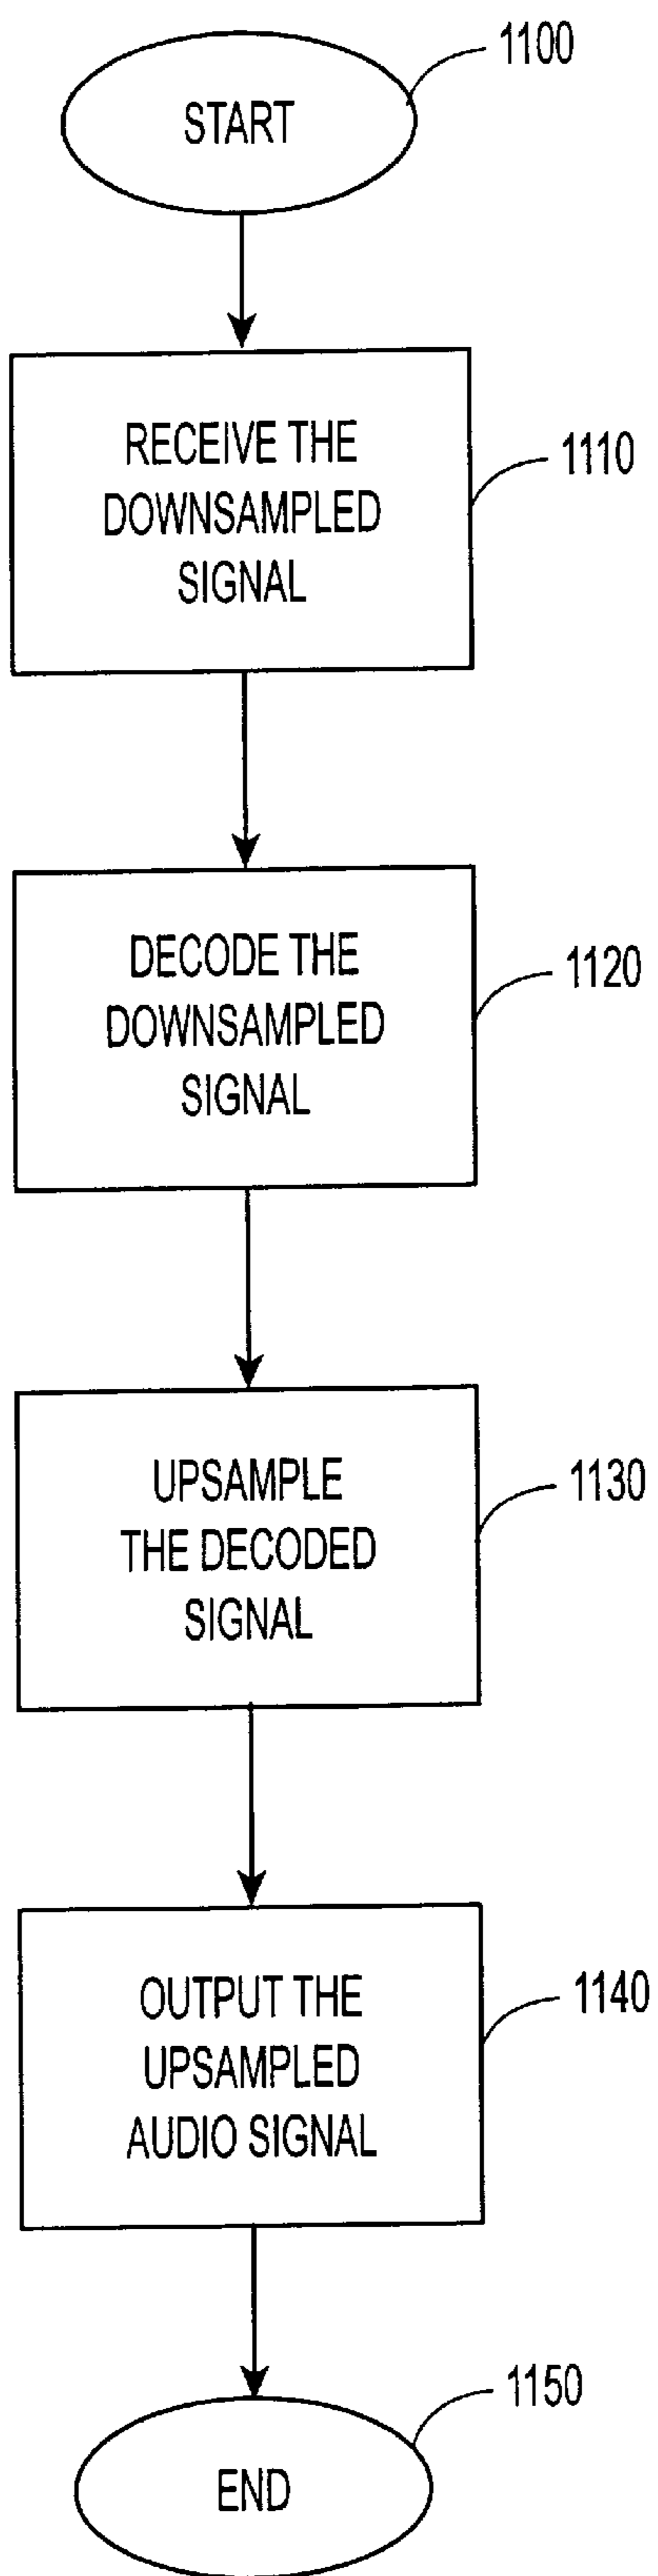 1100
START
RECEIVE THE
DOWNSAMPLED
SIGNAL
1110
DECODE THE
DOWNSAMPLED
SIGNAL
1120
UPSAMPLE
THE DECODED
SIGNAL
1130
OUTPUT THE
UPSAMPLED
AUDIO SIGNAL
1140
1150
END